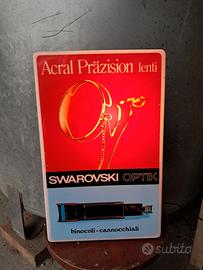 Acral Präzision lenti
SWAROVSKI OPTIK
binocoli - cannocchiali
subito